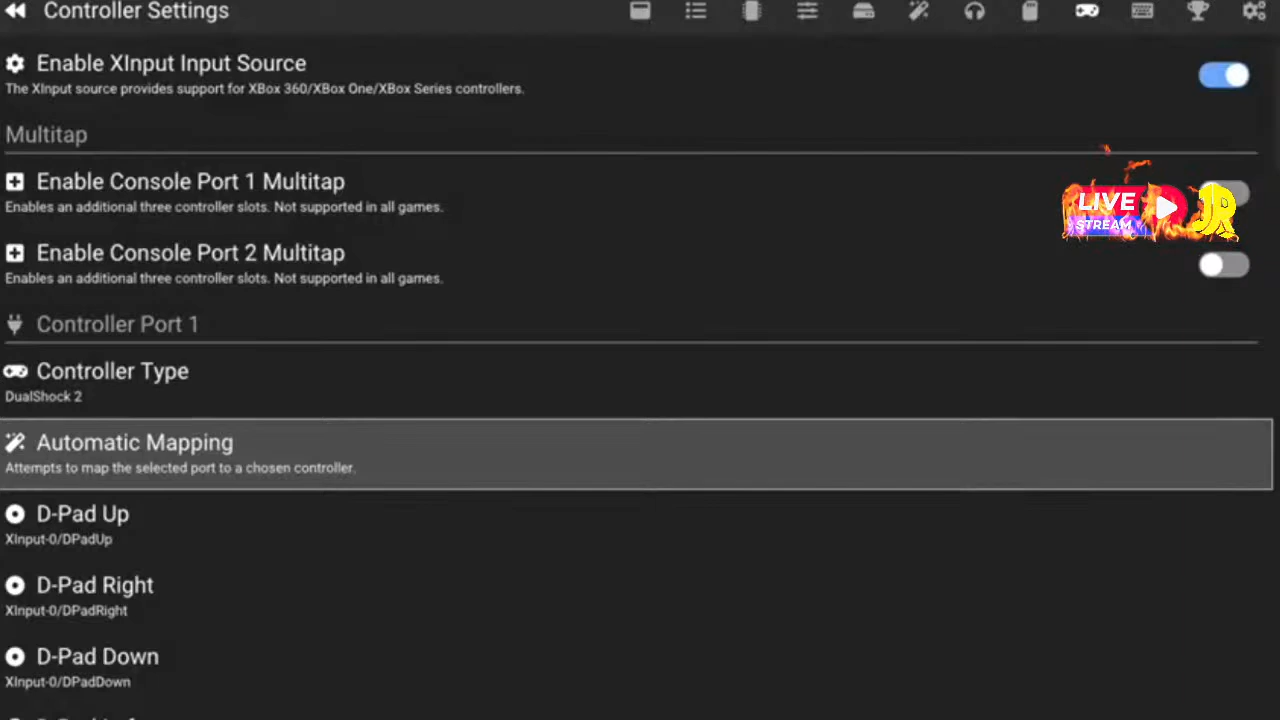 Controller Settings
Enable XInput Input Source
The XInput source provides support for XBox 360/XBox One/XBox Series controllers.
Multitap
Enable Console Port 1 Multitap
Enables an additional three controller slots. Not supported in all games.
LIVE
STREAM
JR
Enable Console Port 2 Multitap
Enables an additional three controller slots. Not supported in all games.
Controller Port 1
Controller Type
DualShock 2
Automatic Mapping
Attempts to map the selected port to a chosen controller.
D-Pad Up
XInput-0/DPadUp
D-Pad Right
XInput-0/DPadRight
D-Pad Down
XInput-0/DPadDown